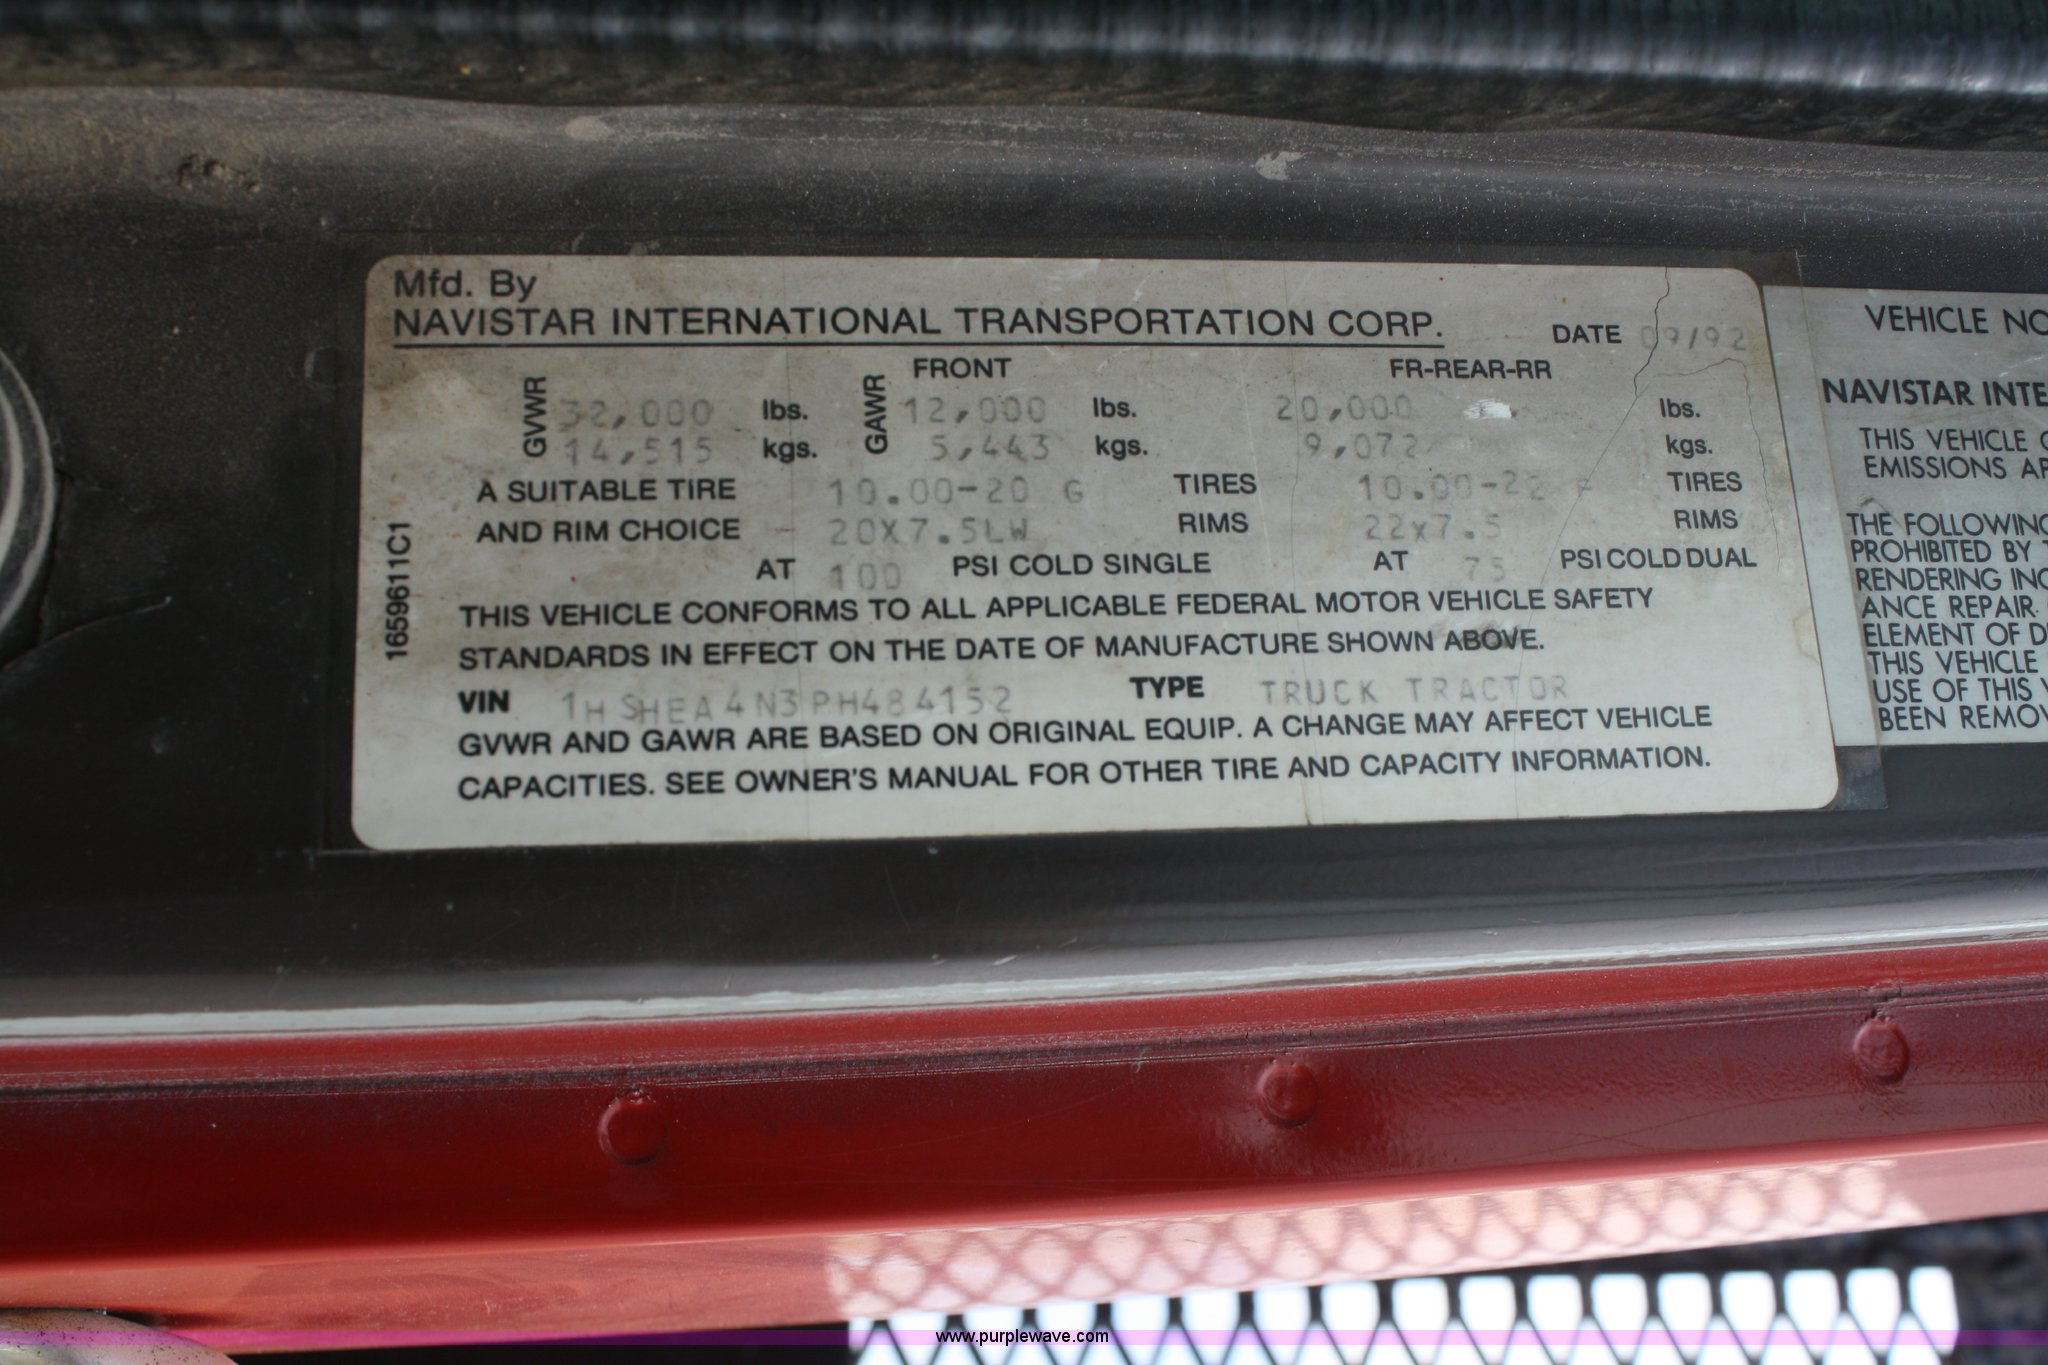 Mfd. By
NAVISTAR INTERNATIONAL TRANSPORTATION CORP. DATE 09/92
FRONT FR-REAR-RR
GVWR 32,000 lbs. GAWR 12,000 lbs. 20,000 lbs.
14,515 kgs. 5,443 kgs. 9,072 kgs.
A SUITABLE TIRE 10.00-20 G TIRES 10.00-22 F TIRES
AND RIM CHOICE - 20X7.5LW RIMS 22x7.5 RIMS
AT 100 PSI COLD SINGLE AT 75 PSI COLD DUAL
THIS VEHICLE CONFORMS TO ALL APPLICABLE FEDERAL MOTOR VEHICLE SAFETY
STANDARDS IN EFFECT ON THE DATE OF MANUFACTURE SHOWN ABOVE.
VIN 1HSHEA4N3PH484152 TYPE TRUCK TRACTOR
GVWR AND GAWR ARE BASED ON ORIGINAL EQUIP. A CHANGE MAY AFFECT VEHICLE
CAPACITIES. SEE OWNER'S MANUAL FOR OTHER TIRE AND CAPACITY INFORMATION.
1659611C1
VEHICLE NO
NAVISTAR INTE
THIS VEHICLE
EMISSIONS AP
THE FOLLOWING
PROHIBITED BY
RENDERING INO
ANCE REPAIR
ELEMENT OF D
THIS VEHICLE
USE OF THIS V
BEEN REMOV
www.purplewave.com